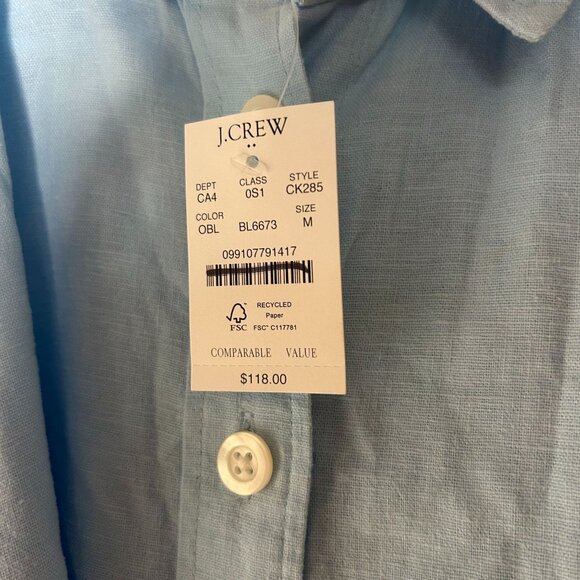 J.CREW
DEPT CLASS STYLE
CA4 0S1 CK285
COLOR SIZE
OBL BL6673 M
099107791417
RECYCLED
Paper
FSC FSC® C117781
COMPARABLE VALUE
$118.00